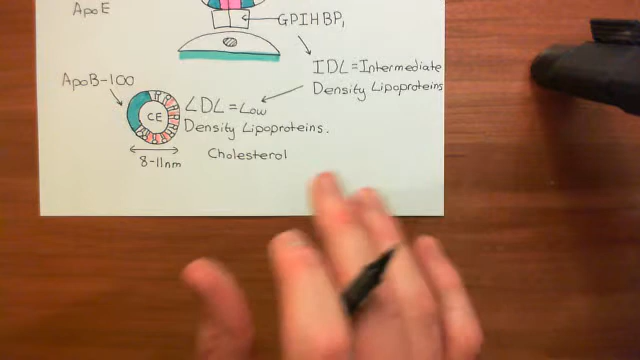 ApoE
GPIHBP₁
IDL = Intermediate
Density Lipoproteins
ApoB-100
CE
LDL = Low
Density Lipoproteins.
8-11nm
Cholesterol